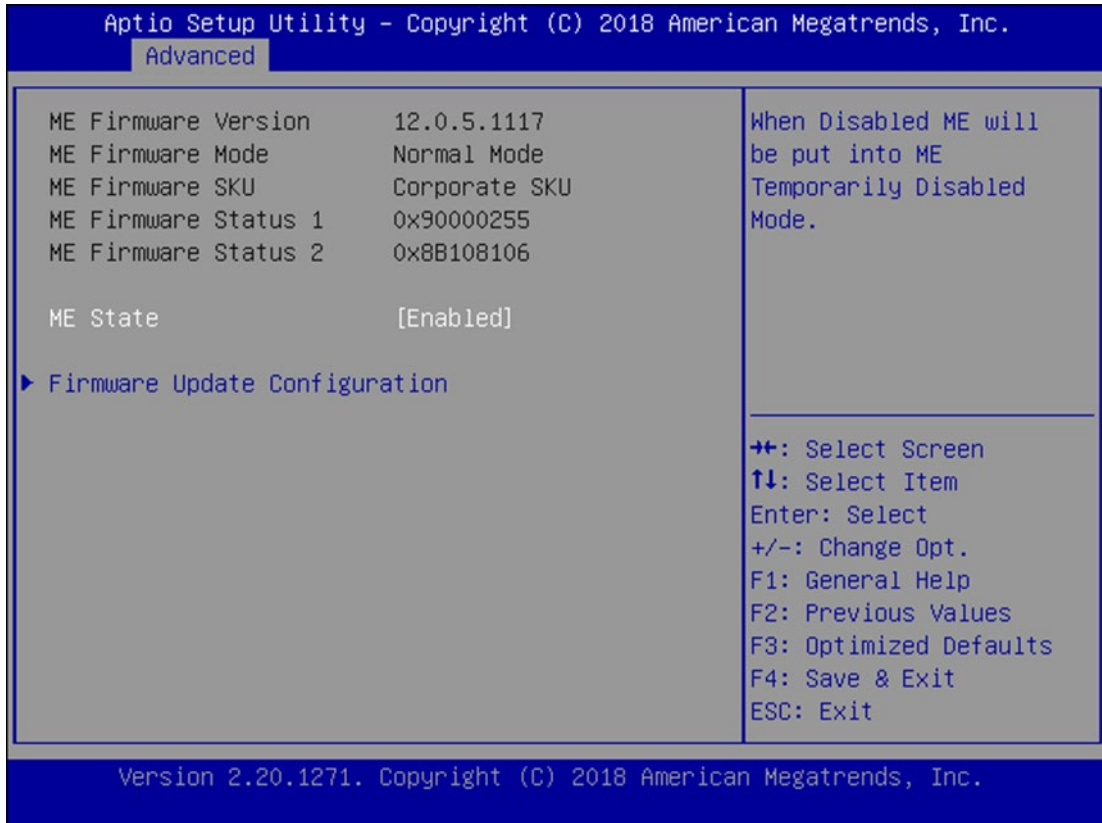 Aptio Setup Utility – Copyright (C) 2018 American Megatrends, Inc.
Advanced
ME Firmware Version 12.0.5.1117
ME Firmware Mode Normal Mode
ME Firmware SKU Corporate SKU
ME Firmware Status 1 0x90000255
ME Firmware Status 2 0x8B108106
ME State [Enabled]
▶ Firmware Update Configuration
When Disabled ME will
be put into ME
Temporarily Disabled
Mode.
→←: Select Screen
↑↓: Select Item
Enter: Select
+/-: Change Opt.
F1: General Help
F2: Previous Values
F3: Optimized Defaults
F4: Save & Exit
ESC: Exit
Version 2.20.1271. Copyright (C) 2018 American Megatrends, Inc.